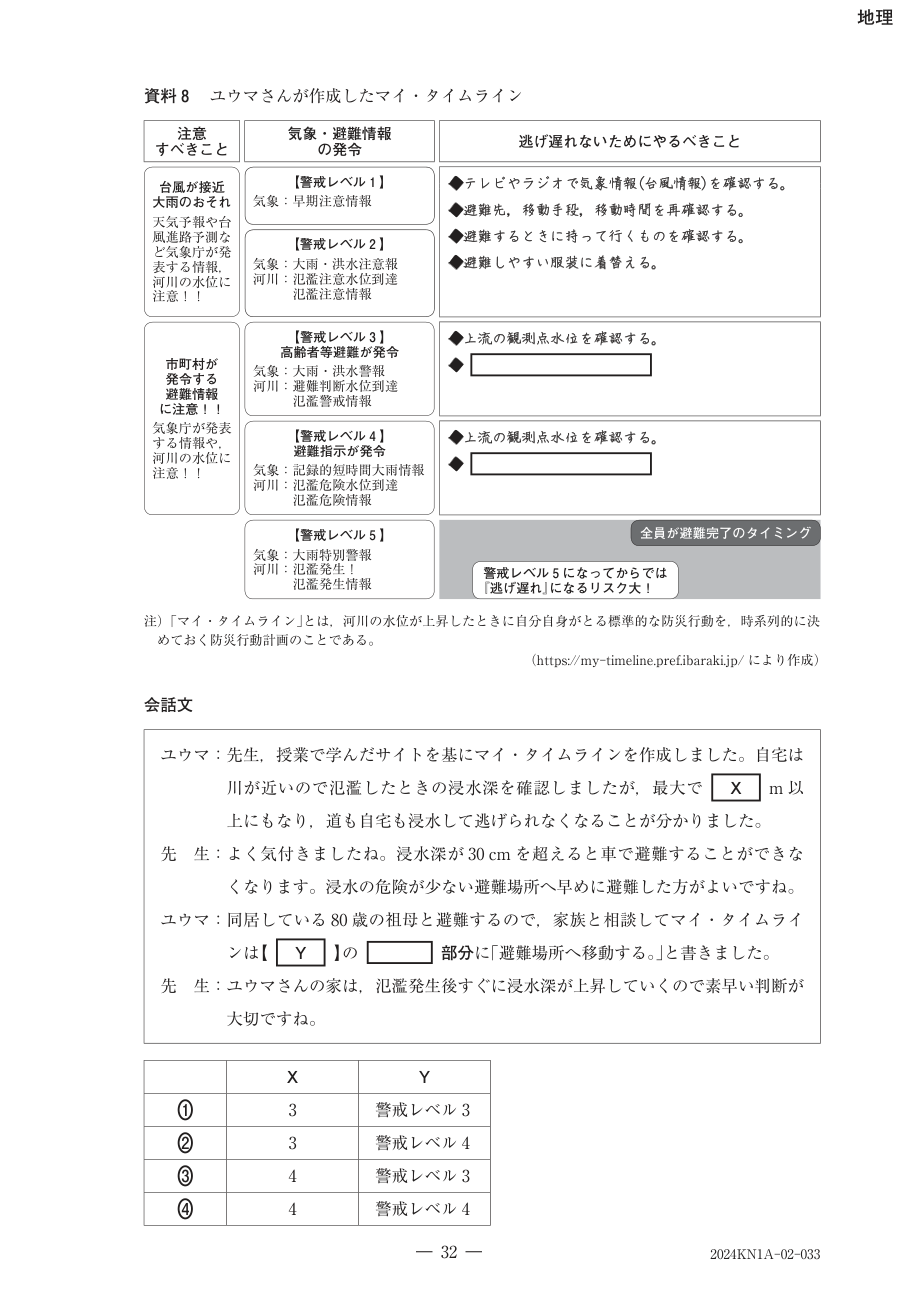 地理
資料8 ユウマさんが作成したマイ・タイムライン
注意
すべきこと
気象・避難情報
の発令
逃げ遅れないためにやるべきこと
台風が接近
大雨のおそれ
天気予報や台
風進路予測な
ど気象庁が発
表する情報,
河川の水位に
注意!!
【警戒レベル1】
気象:早期注意情報
【警戒レベル2】
気象:大雨・洪水注意報
河川:氾濫注意水位到達
氾濫注意情報
◆テレビやラジオで気象情報(台風情報)を確認する。
◆避難先,移動手段,移動時間を再確認する。
◆避難するときに持って行くものを確認する。
◆避難しやすい服装に着替える。
市町村が
発令する
避難情報
に注意!!
気象庁が発表
する情報や,
河川の水位に
注意!!
【警戒レベル3】
高齢者等避難が発令
気象:大雨・洪水警報
河川:避難判断水位到達
氾濫警戒情報
◆上流の観測点水位を確認する。
◆
【警戒レベル4】
避難指示が発令
気象:記録的短時間大雨情報
河川:氾濫危険水位到達
氾濫危険情報
◆上流の観測点水位を確認する。
◆
【警戒レベル5】
気象:大雨特別警報
河川:氾濫発生!
氾濫発生情報
全員が避難完了のタイミング
警戒レベル5になってからでは
『逃げ遅れ』になるリスク大!
注)「マイ・タイムライン」とは,河川の水位が上昇したときに自分自身がとる標準的な防災行動を,時系列的に決
めておく防災行動計画のことである。
(https://my-timeline.pref.ibaraki.jp/ により作成)
会話文
ユウマ:先生,授業で学んだサイトを基にマイ・タイムラインを作成しました。自宅は
川が近いので氾濫したときの浸水深を確認しましたが,最大で X m以
上にもなり,道も自宅も浸水して逃げられなくなることが分かりました。
先 生:よく気付きましたね。浸水深が30 cmを超えると車で避難することができな
くなります。浸水の危険が少ない避難場所へ早めに避難した方がよいですね。
ユウマ:同居している80歳の祖母と避難するので,家族と相談してマイ・タイムライ
ンは【 Y 】の 部分に「避難場所へ移動する。」と書きました。
先 生:ユウマさんの家は,氾濫発生後すぐに浸水深が上昇していくので素早い判断が
大切ですね。
X Y
① 3 警戒レベル3
② 3 警戒レベル4
③ 4 警戒レベル3
④ 4 警戒レベル4
― 32 ―
2024KN1A-02-033